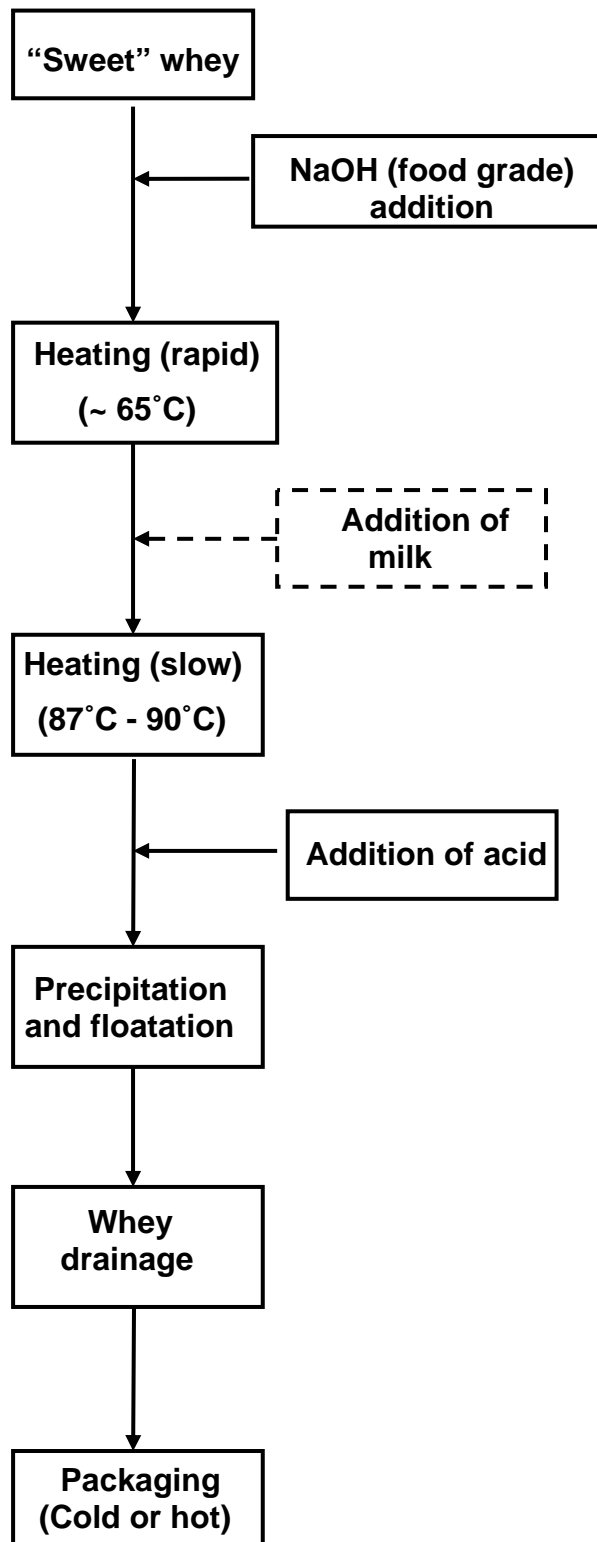 “Sweet” whey
NaOH (food grade)
addition
Heating (rapid)
(~ 65˚C)
Addition of
milk
Heating (slow)
(87˚C - 90˚C)
Addition of acid
Precipitation
and floatation
Whey
drainage
Packaging
(Cold or hot)